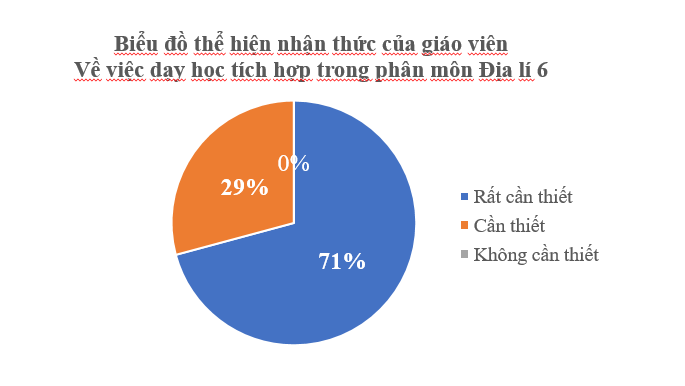 Biểu đồ thể hiện nhận thức của giáo viên
Về việc dạy học tích hợp trong phân môn Địa lí 6
0%
29%
71%
Rất cần thiết
Cần thiết
Không cần thiết